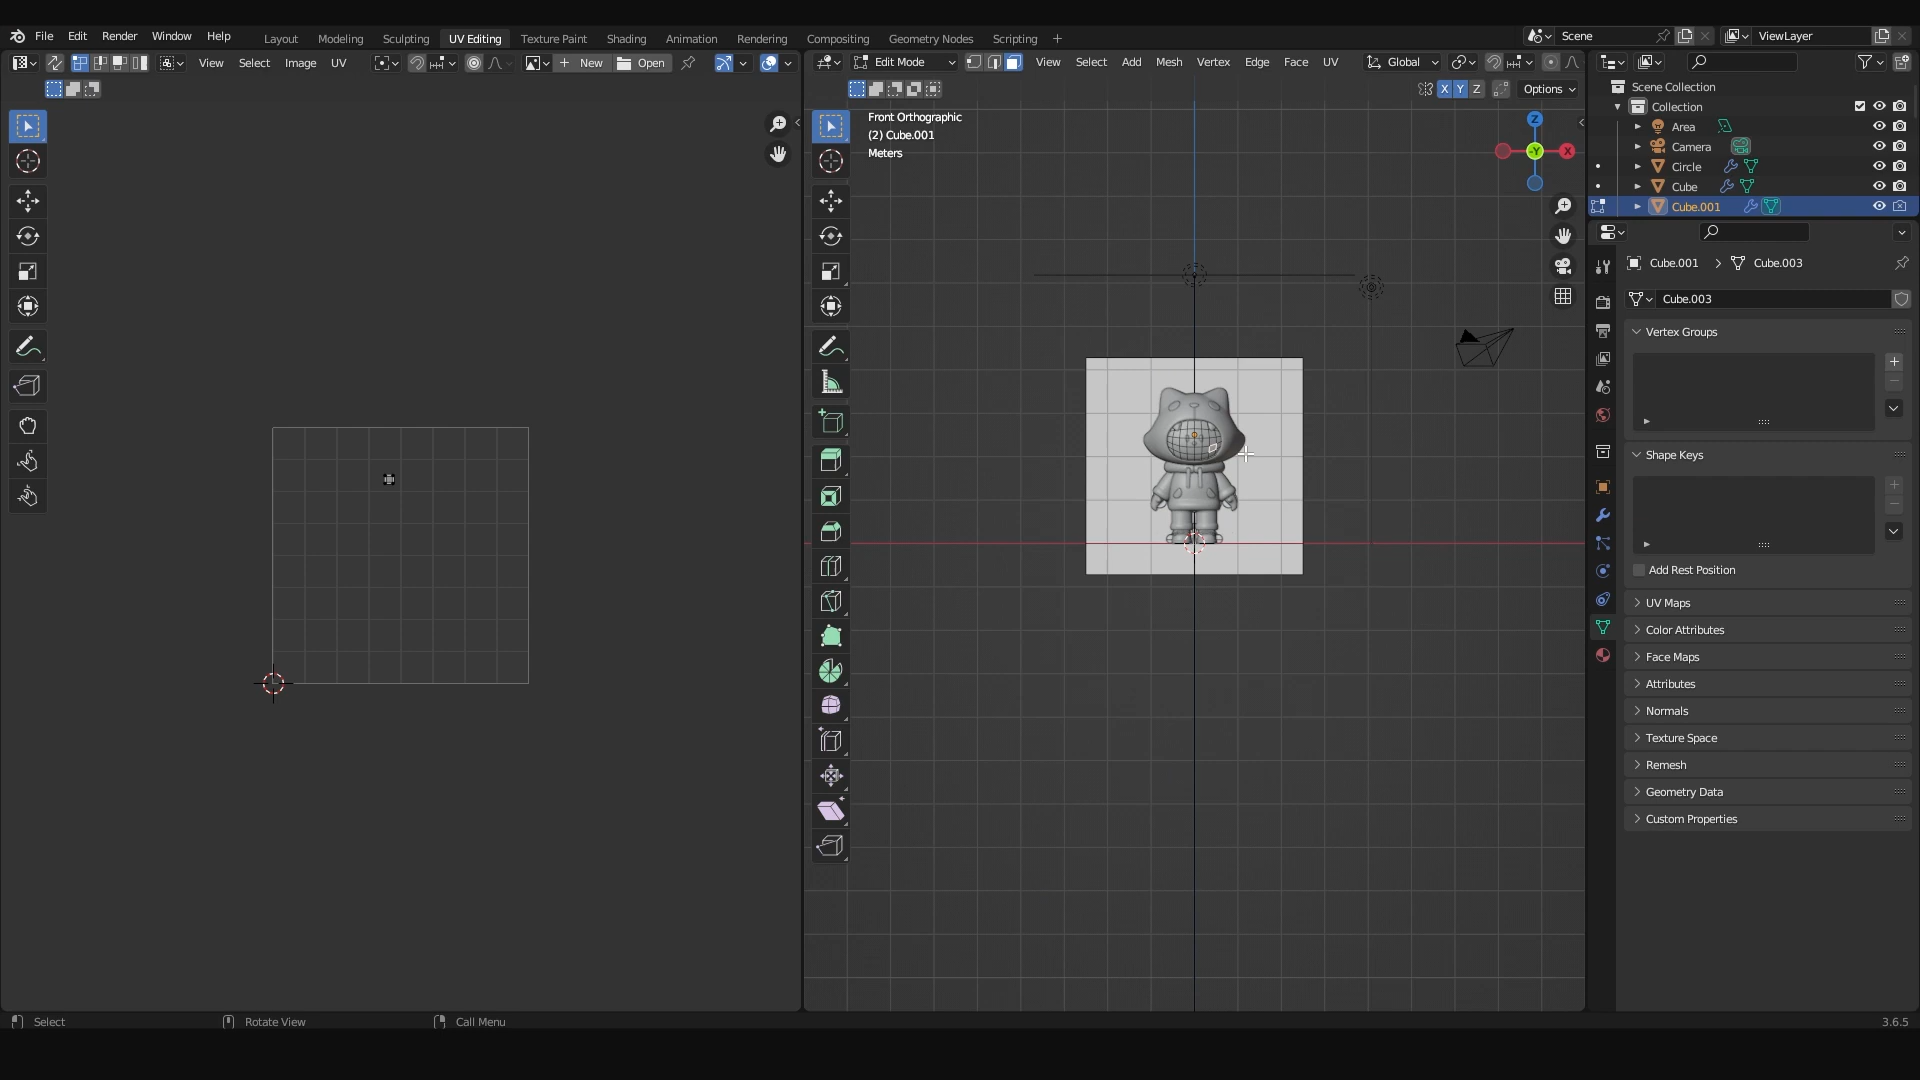 File Edit Render Window Help
Layout Modeling Sculpting UV Editing Texture Paint Shading Animation Rendering Compositing Geometry Nodes Scripting +
Scene ViewLayer
View Select Image UV New Open
Edit Mode View Select Add Mesh Vertex Edge Face UV Global
X Y Z Options
Front Orthographic
(2) Cube.001
Meters
Z
-Y
X
Scene Collection
Collection
Area
Camera
Circle
Cube
Cube.001
Cube.001 > Cube.003
Cube.003
Vertex Groups
Shape Keys
Add Rest Position
UV Maps
Color Attributes
Face Maps
Attributes
Normals
Texture Space
Remesh
Geometry Data
Custom Properties
Select Rotate View Call Menu 3.6.5